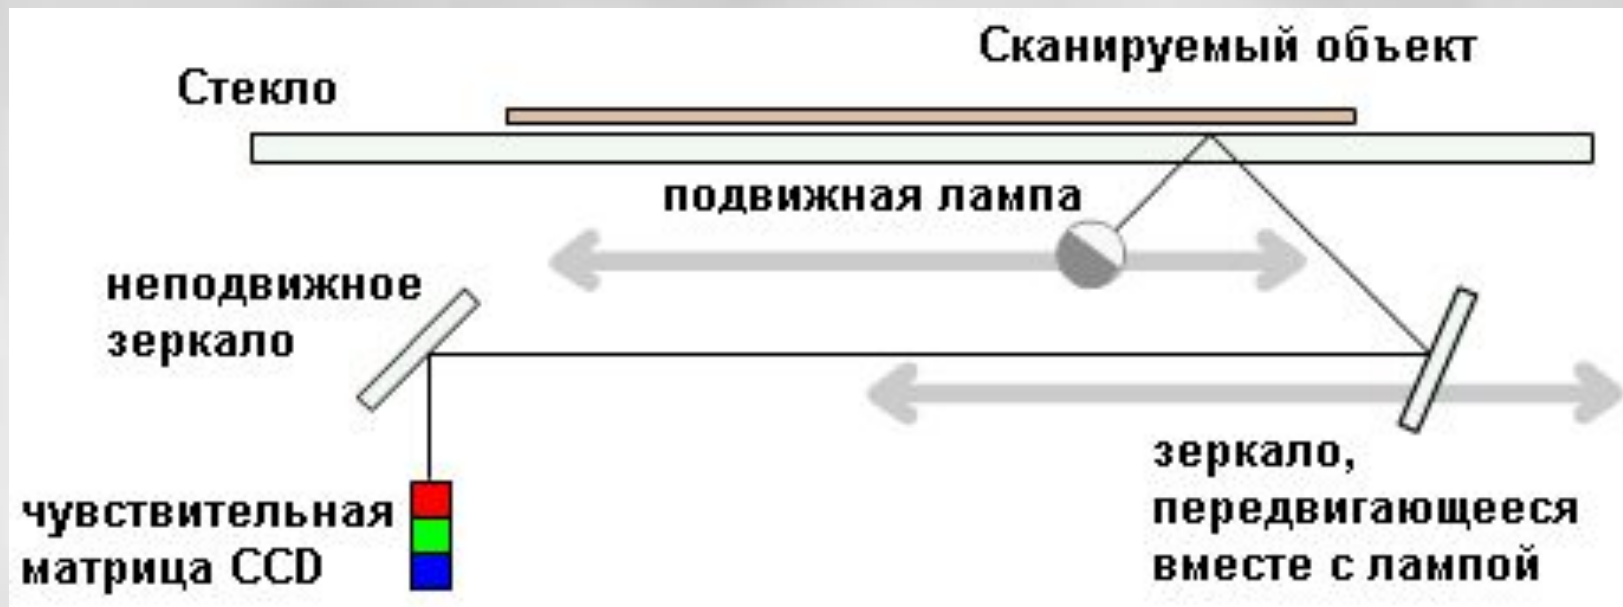 Сканируемый объект
Стекло
подвижная лампа
неподвижное
зеркало
зеркало,
передвигающееся
вместе с лампой
чувствительная
матрица CCD